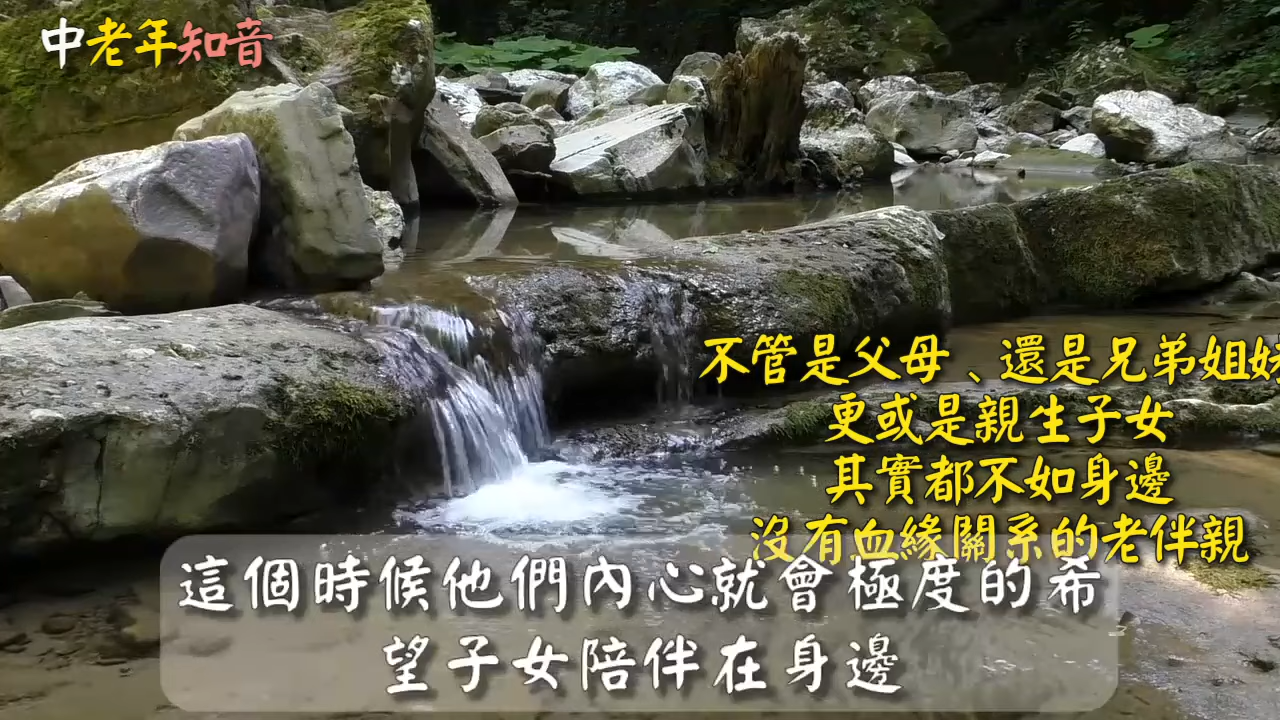 中老年知音
不管是父母、還是兄弟姐妹
更或是親生子女
其實都不如身邊
沒有血緣關系的老伴親
這個時候他們內心就會極度的希
望子女陪伴在身邊